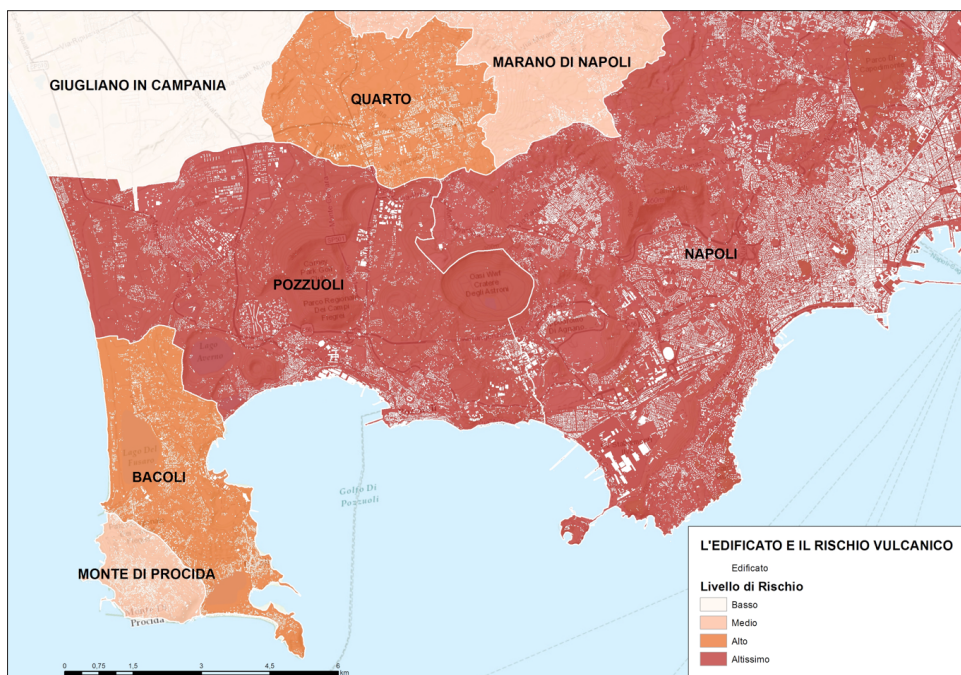 GIUGLIANO IN CAMPANIA
QUARTO
MARANO DI NAPOLI
POZZUOLI
NAPOLI
BACOLI
MONTE DI PROCIDA
Procida
Golfo Di
Pozzuoli
L'EDIFICATO E IL RISCHIO VULCANICO
Edificato
Livello di Rischio
Basso
Medio
Alto
Altissimo
0 0,75 1,5 3 4,5 6
km